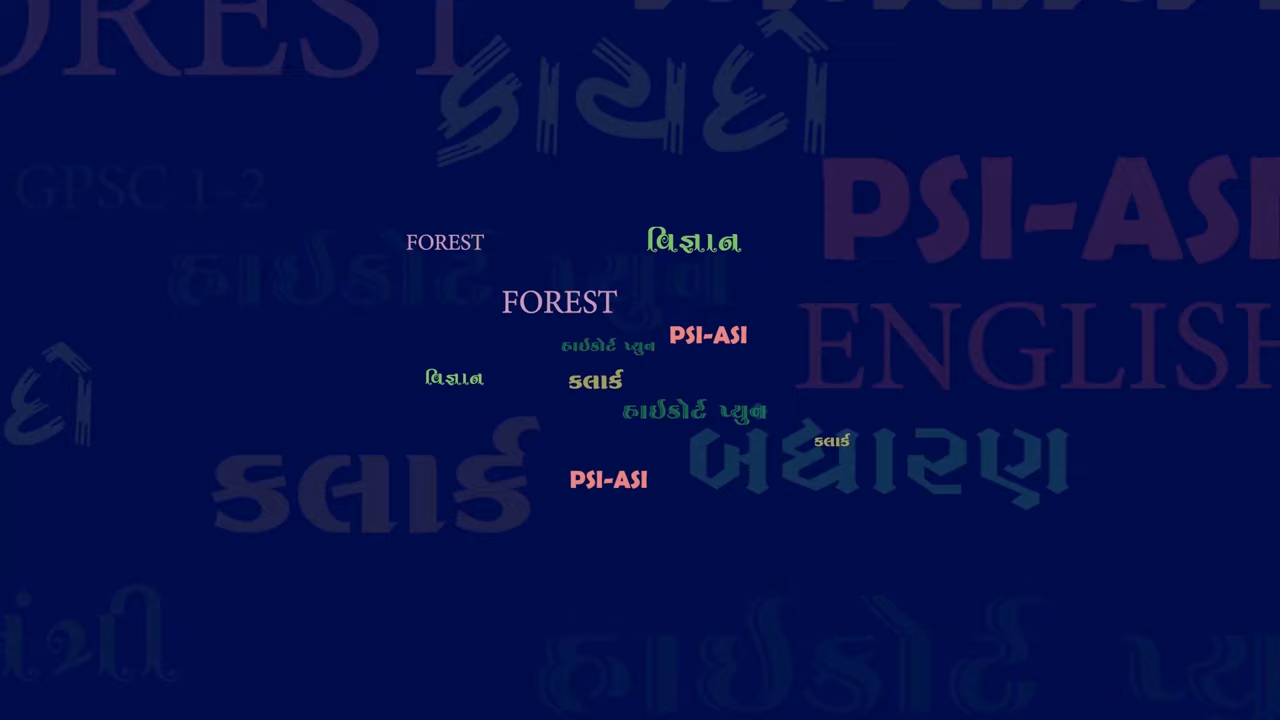 FOREST
કાયદો
GPSC 1-2
PSI-ASI
FOREST
વિજ્ઞાન
હાઈકોર્ટ પ્યુન
FOREST
ENGLISH
PSI-ASI
હાઈકોર્ટ પ્યુન
વિજ્ઞાન
કલાર્ક
હાઈકોર્ટ પ્યુન
કલાર્ક
કલાર્ક
બધારણ
PSI-ASI
હાઈકોર્ટ